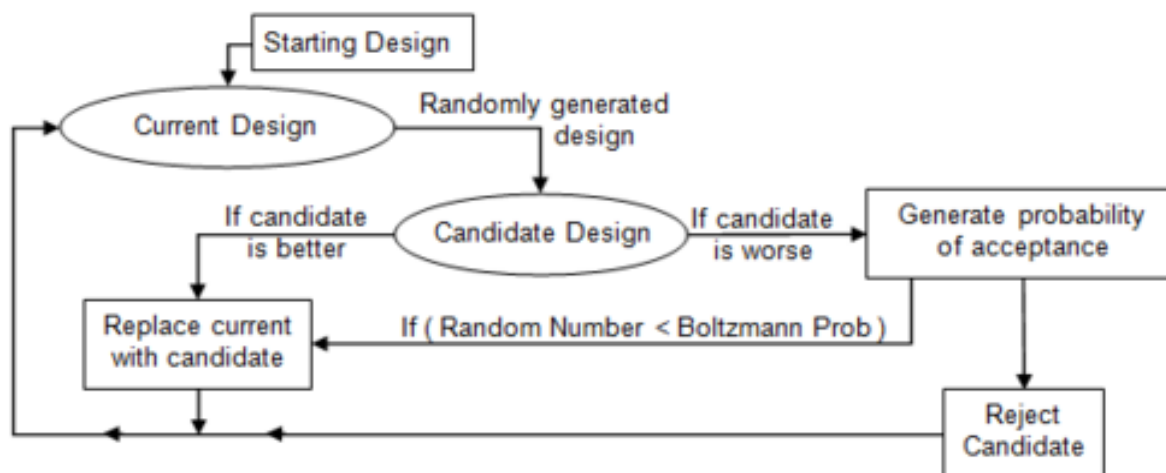 Starting Design
Current Design
Randomly generated
design
If candidate
is better
Candidate Design
If candidate
is worse
Generate probability
of acceptance
Replace current
with candidate
If ( Random Number < Boltzmann Prob )
Reject
Candidate